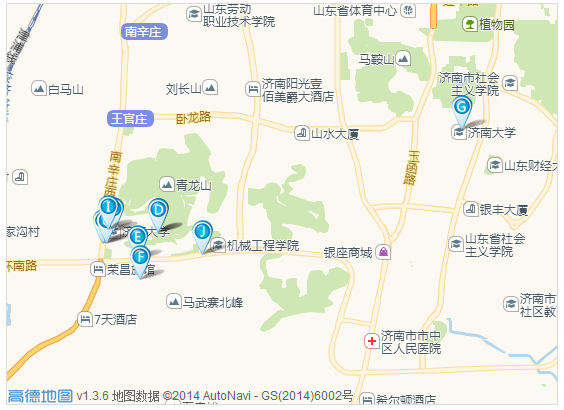 山东省体育中心
山东劳动
职业技术学院
植物园
南辛庄
马鞍山
济南市社会
主义学院
白马山
刘长山
济南阳光壹
佰美爵大酒店
G
王官庄
卧龙路
山水大厦
济南大学
玉函路
南辛庄西
山东财经大
青龙山
I
D
银丰大厦
家沟村
大学
E
J
机械工程学院
银座商城
山东省社会
主义学院
F
环南路
荣昌宾馆
马武寨北峰
济南市
社区教
7天酒店
济南市市中
区人民医院
高德地图 v1.3.6 地图数据 ©2014 AutoNavi - GS(2014)6002号
希尔顿酒店